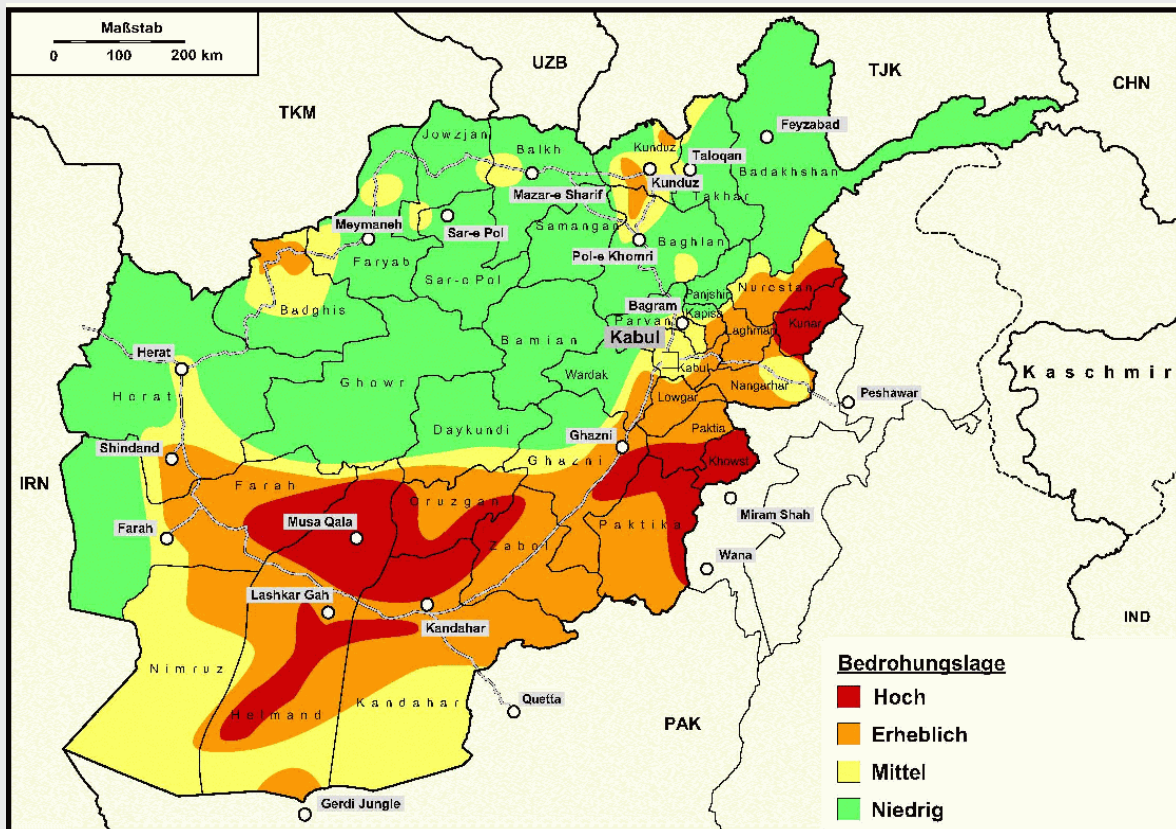 Maßstab
0 100 200 km
UZB
TJK
CHN
TKM
Jowzjan
Balkh
Kunduz
Taloqan
Feyzabad
Badakhshan
Mazar-e Sharif
Kunduz
Takhar
Meymaneh
Sar-e Pol
Samangan
Faryab
Pol-e Khomri
Baghlan
Sar-e Pol
Badghis
Panjshir
Nurestan
Bagram
Kapisa
Parvan
Laghman
Kunar
Kabul
Bamian
Herat
Kabul
Kaschmir
Ghowr
Wardak
Nangarhar
Herat
Lowgar
Peshawar
Daykundi
Paktia
Shindand
Ghazni
Ghazni
Khowst
IRN
Farah
Oruzgan
Miram Shah
Farah
Musa Qala
Paktika
Zabol
Wana
Lashkar Gah
Kandahar
IND
Nimruz
Bedrohungslage
Helmand
Kandahar
Quetta
PAK
Hoch
Erheblich
Mittel
Gerdi Jungle
Niedrig